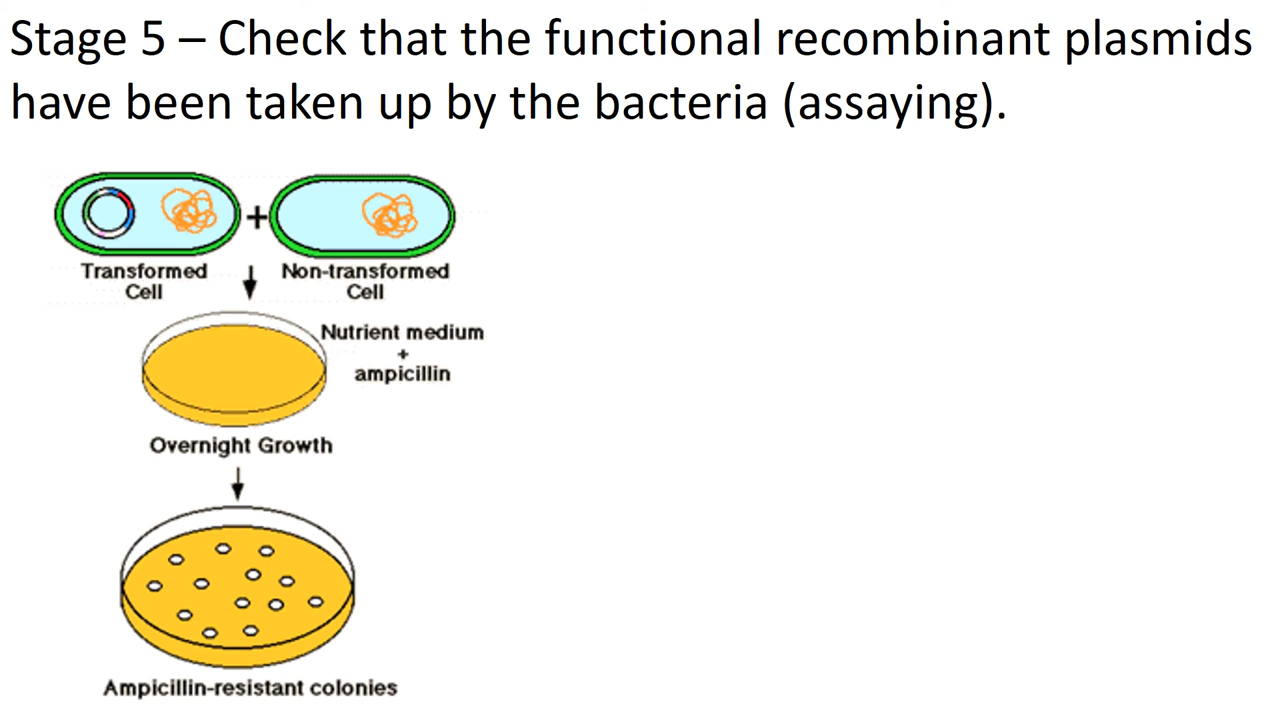 Stage 5 – Check that the functional recombinant plasmids
have been taken up by the bacteria (assaying).
+
Transformed
Cell
Non-transformed
Cell
Nutrient medium
+
ampicillin
Overnight Growth
Ampicillin-resistant colonies